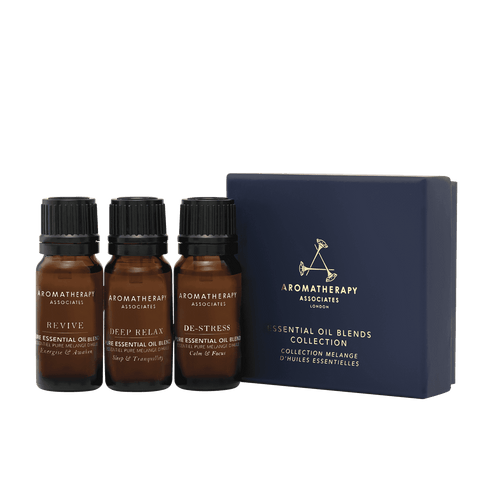 AROMATHERAPY
ASSOCIATES
REVIVE
PURE ESSENTIAL OIL BLEND
Energise & Awaken
AROMATHERAPY
ASSOCIATES
DEEP RELAX
PURE ESSENTIAL OIL BLEND
Sleep & Tranquility
AROMATHERAPY
ASSOCIATES
DE-STRESS
PURE ESSENTIAL OIL BLEND
Calm & Focus
AROMATHERAPY
ASSOCIATES
LONDON
ESSENTIAL OIL BLENDS
COLLECTION
COLLECTION MELANGE
D'HUILES ESSENTIELLES